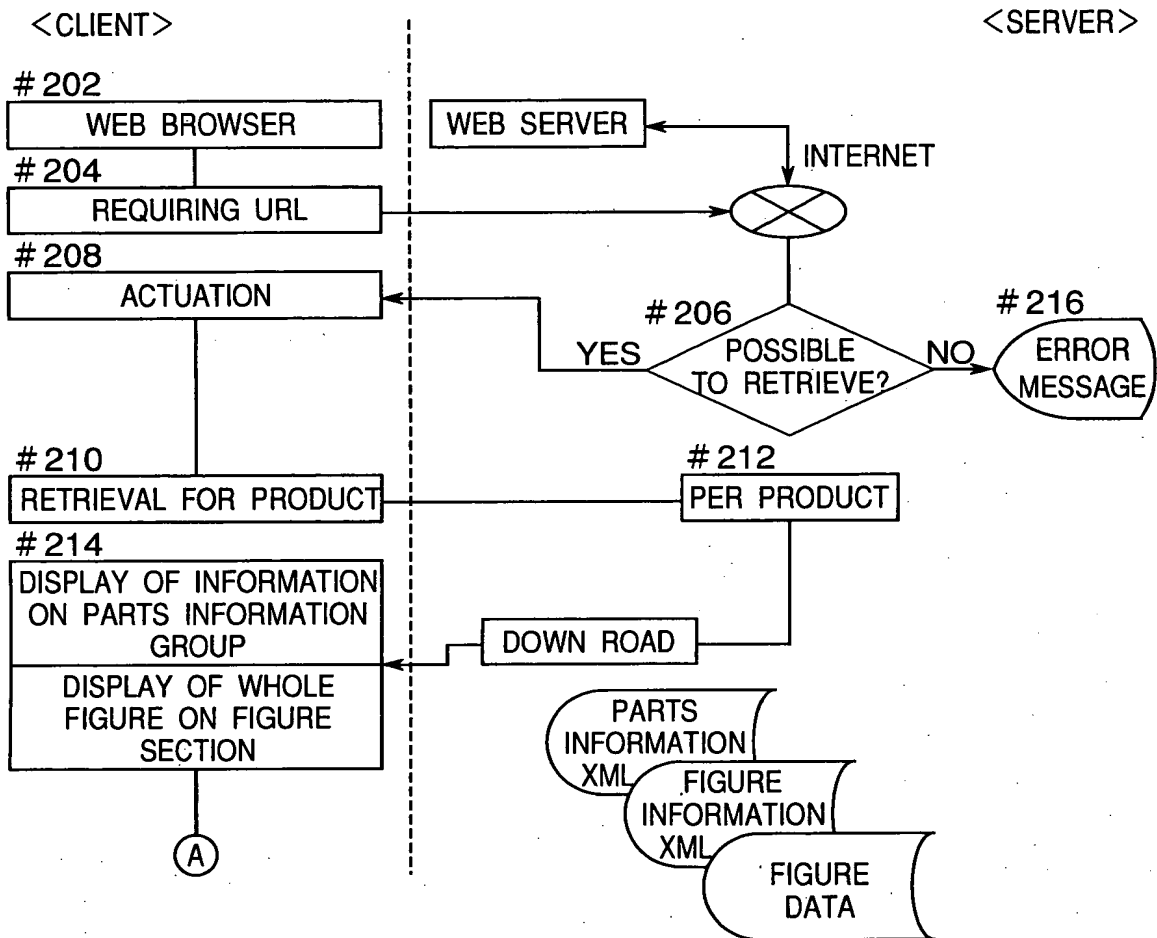 <CLIENT>
<SERVER>
#202
WEB BROWSER
WEB SERVER
INTERNET
#204
REQUIRING URL
#208
ACTUATION
#206
POSSIBLE
TO RETRIEVE?
YES
NO
#216
ERROR
MESSAGE
#210
RETRIEVAL FOR PRODUCT
#212
PER PRODUCT
#214
DISPLAY OF INFORMATION
ON PARTS INFORMATION
GROUP
DOWN ROAD
DISPLAY OF WHOLE
FIGURE ON FIGURE
SECTION
PARTS
INFORMATION
XML
FIGURE
INFORMATION
XML
FIGURE
DATA
A